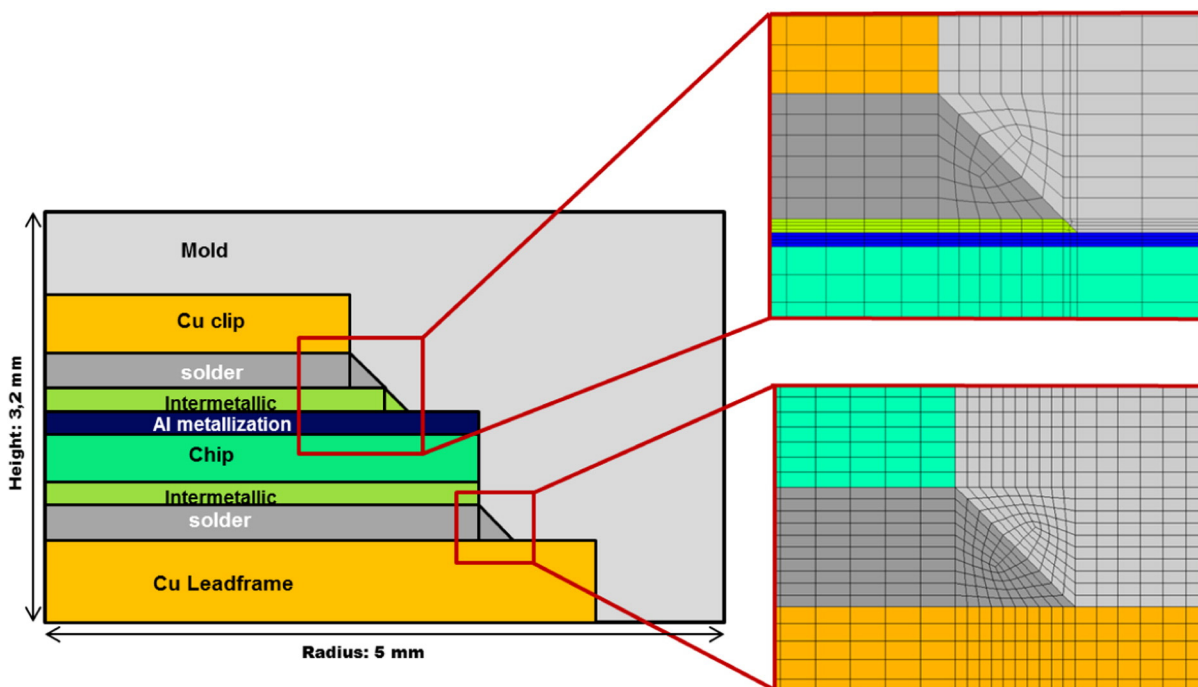 Mold
Cu clip
solder
Intermetallic
Al metallization
Chip
Intermetallic
solder
Cu Leadframe
Height: 3,2 mm
Radius: 5 mm